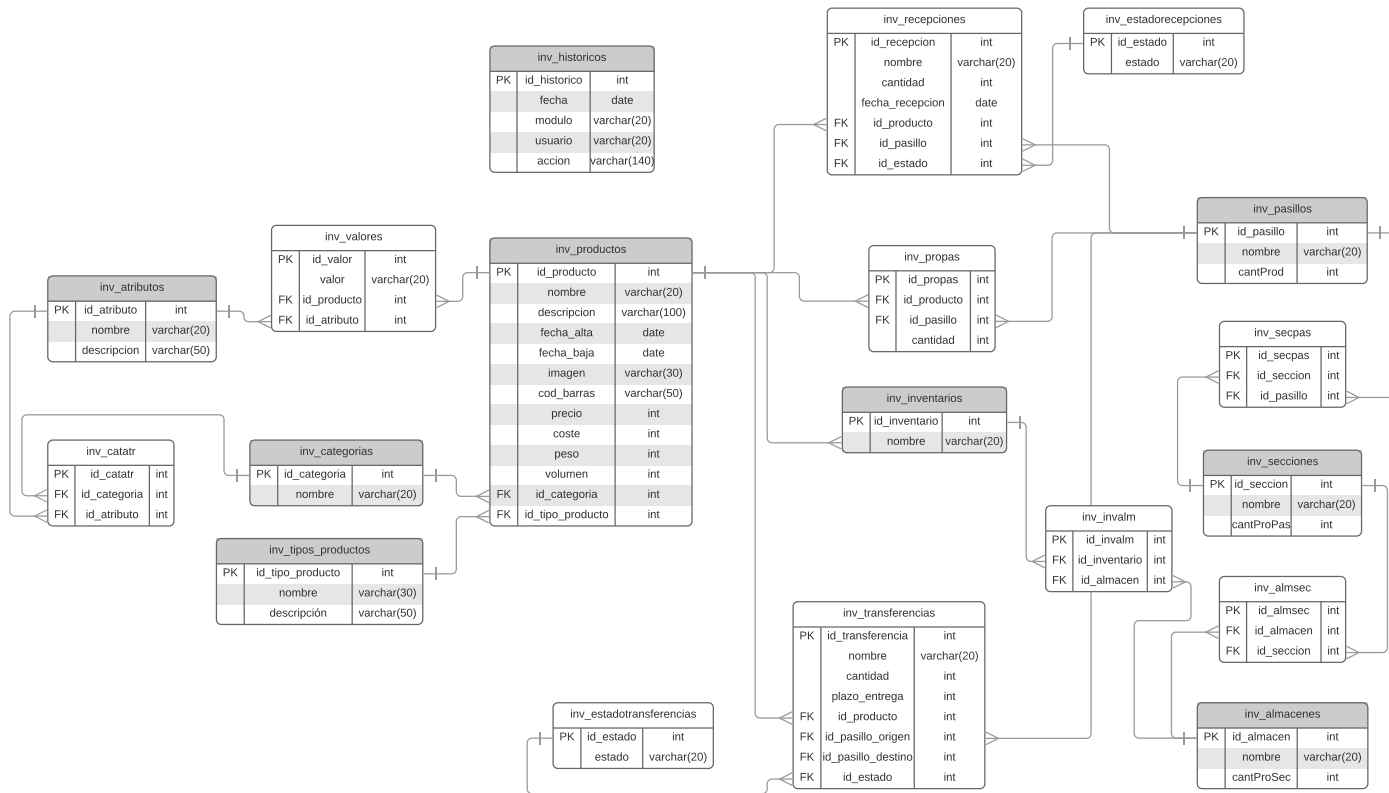 inv_recepciones
PK id_recepcion int
nombre varchar(20)
cantidad int
fecha_recepcion date
FK id_producto int
FK id_pasillo int
FK id_estado int
inv_estadorecepciones
PK id_estado int
estado varchar(20)
inv_historicos
PK id_historico int
fecha date
modulo varchar(20)
usuario varchar(20)
accion varchar(140)
inv_pasillos
PK id_pasillo int
nombre varchar(20)
cantProd int
inv_valores
PK id_valor int
valor varchar(20)
FK id_producto int
FK id_atributo int
inv_productos
PK id_producto int
nombre varchar(20)
descripcion varchar(100)
fecha_alta date
fecha_baja date
imagen varchar(30)
cod_barras varchar(50)
precio int
coste int
peso int
volumen int
FK id_categoria int
FK id_tipo_producto int
inv_propas
PK id_propas int
FK id_producto int
FK id_pasillo int
cantidad int
inv_atributos
PK id_atributo int
nombre varchar(20)
descripcion varchar(50)
inv_secpas
PK id_secpas int
FK id_seccion int
FK id_pasillo int
inv_inventarios
PK id_inventario int
nombre varchar(20)
inv_catatr
PK id_catatr int
FK id_categoria int
FK id_atributo int
inv_categorias
PK id_categoria int
nombre varchar(20)
inv_secciones
PK id_seccion int
nombre varchar(20)
cantProPas int
inv_invalm
PK id_invalm int
FK id_inventario int
FK id_almacen int
inv_tipos_productos
PK id_tipo_producto int
nombre varchar(30)
descripción varchar(50)
inv_almsec
PK id_almsec int
FK id_almacen int
FK id_seccion int
inv_transferencias
PK id_transferencia int
nombre varchar(20)
cantidad int
plazo_entrega int
FK id_producto int
FK id_pasillo_origen int
FK id_pasillo_destino int
FK id_estado int
inv_estadotransferencias
PK id_estado int
estado varchar(20)
inv_almacenes
PK id_almacen int
nombre varchar(20)
cantProSec int